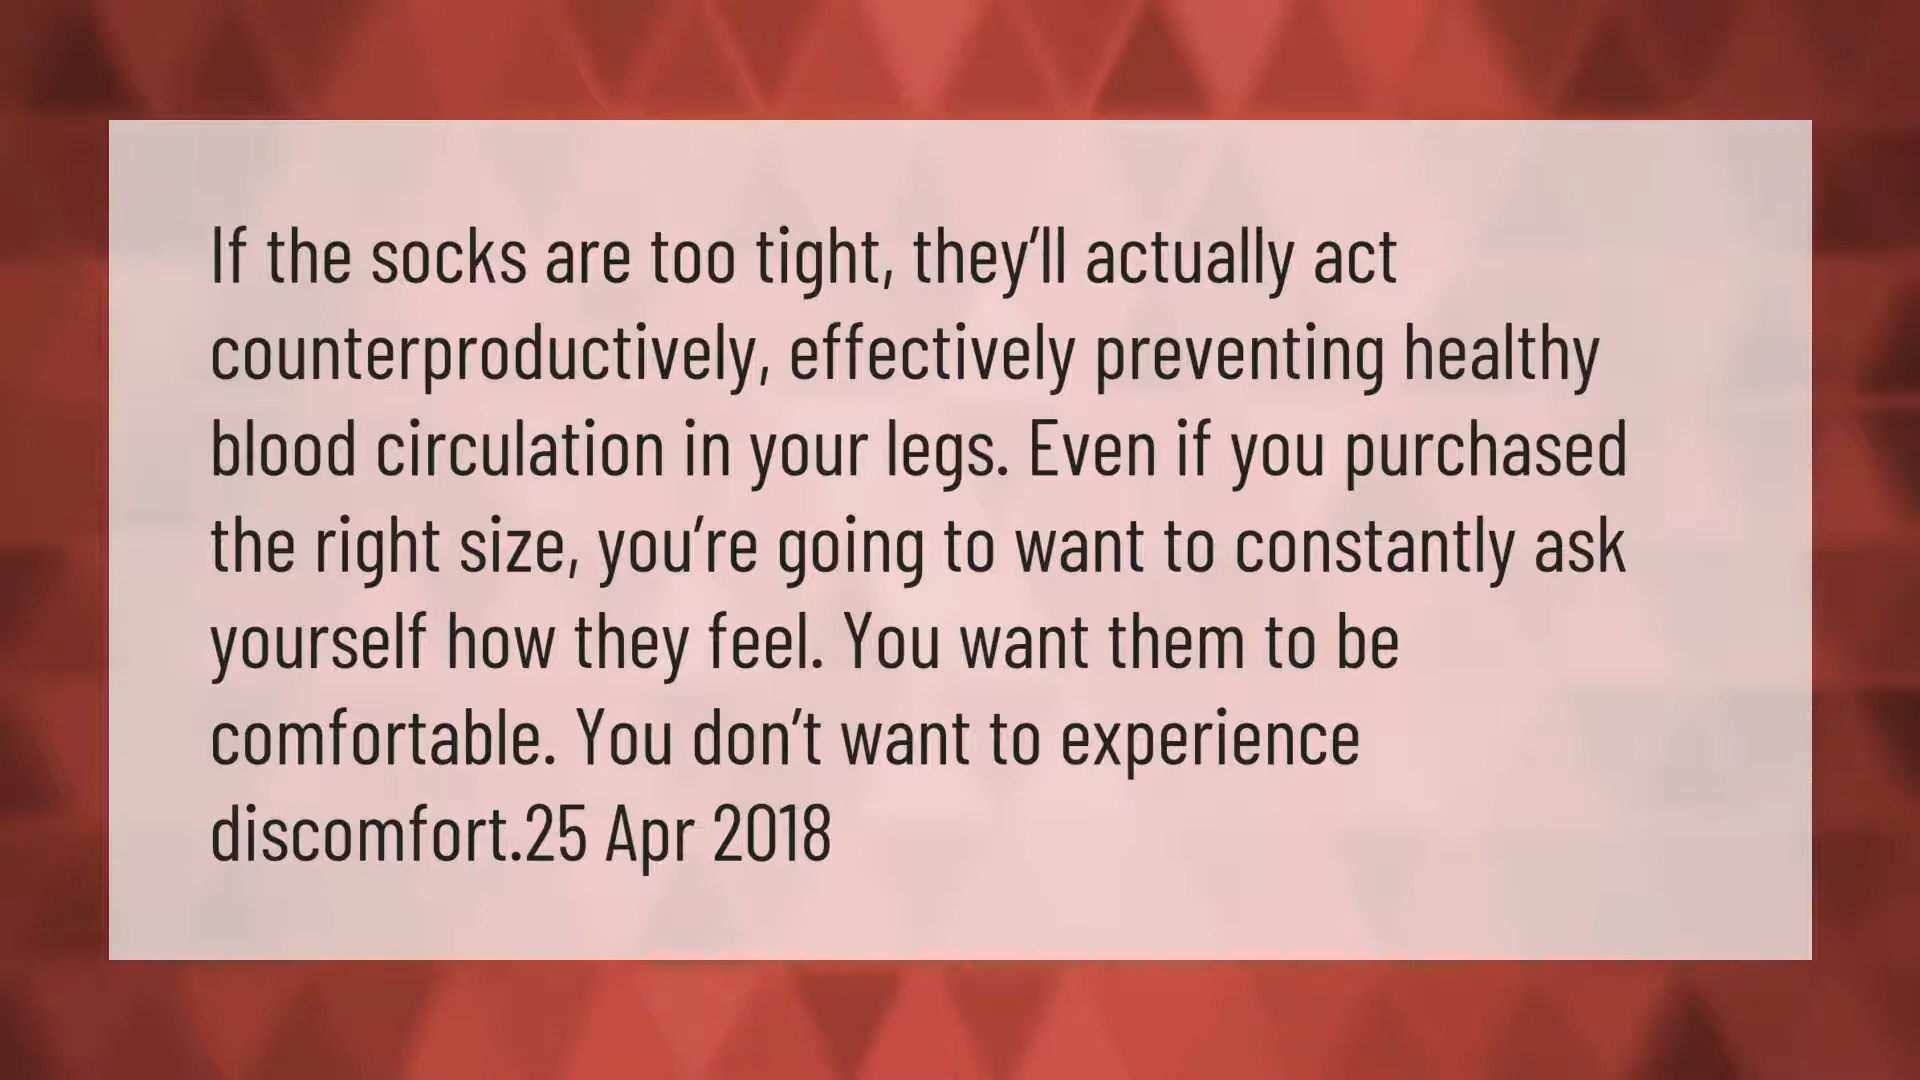 If the socks are too tight, they’ll actually act
counterproductively, effectively preventing healthy
blood circulation in your legs. Even if you purchased
the right size, you’re going to want to constantly ask
yourself how they feel. You want them to be
comfortable. You don’t want to experience
discomfort.25 Apr 2018